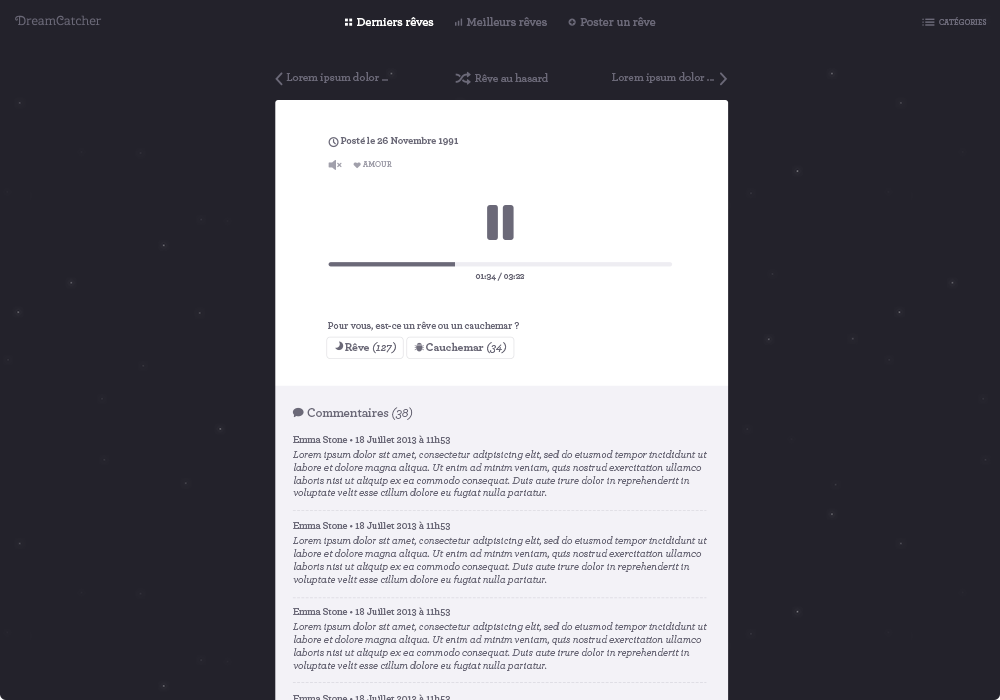 DreamCatcher
Derniers rêves
Meilleurs rêves
Poster un rêve
CATÉGORIES
Lorem ipsum dolor ...
Rêve au hasard
Lorem ipsum dolor ...
Posté le 26 Novembre 1991
AMOUR
01:34 / 03:22
Pour vous, est-ce un rêve ou un cauchemar ?
Rêve (127)
Cauchemar (34)
Commentaires (38)
Emma Stone • 18 Juillet 2013 à 11h53
Lorem ipsum dolor sit amet, consectetur adipisicing elit, sed do eiusmod tempor incididunt ut
labore et dolore magna aliqua. Ut enim ad minim veniam, quis nostrud exercitation ullamco
laboris nisi ut aliquip ex ea commodo consequat. Duis aute irure dolor in reprehenderit in
voluptate velit esse cillum dolore eu fugiat nulla pariatur.
Emma Stone • 18 Juillet 2013 à 11h53
Lorem ipsum dolor sit amet, consectetur adipisicing elit, sed do eiusmod tempor incididunt ut
labore et dolore magna aliqua. Ut enim ad minim veniam, quis nostrud exercitation ullamco
laboris nisi ut aliquip ex ea commodo consequat. Duis aute irure dolor in reprehenderit in
voluptate velit esse cillum dolore eu fugiat nulla pariatur.
Emma Stone • 18 Juillet 2013 à 11h53
Lorem ipsum dolor sit amet, consectetur adipisicing elit, sed do eiusmod tempor incididunt ut
labore et dolore magna aliqua. Ut enim ad minim veniam, quis nostrud exercitation ullamco
laboris nisi ut aliquip ex ea commodo consequat. Duis aute irure dolor in reprehenderit in
voluptate velit esse cillum dolore eu fugiat nulla pariatur.
Emma Stone • 18 Juillet 2013 à 11h53